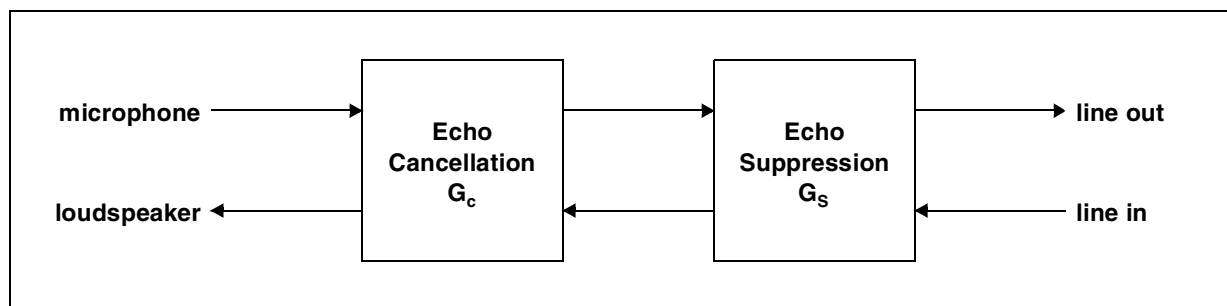 microphone
Echo
Cancellation
Gc
Echo
Suppression
GS
line out
loudspeaker
line in